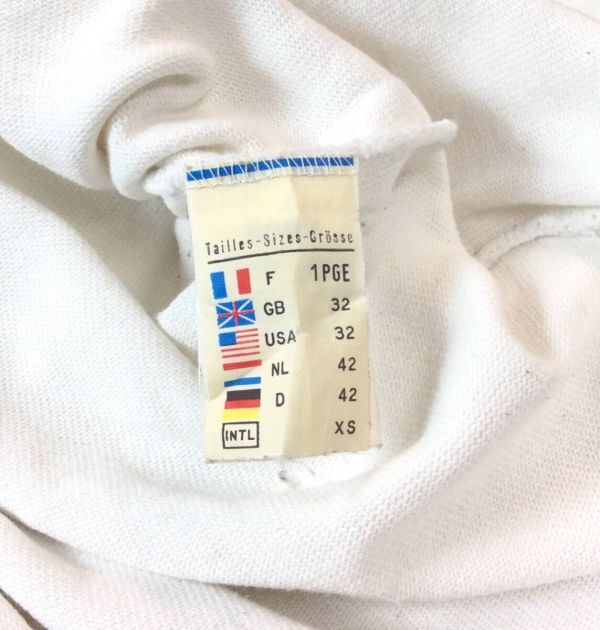 Tailles-Sizes-Grösse
F 1PGE
GB 32
USA 32
NL 42
D 42
INTL XS